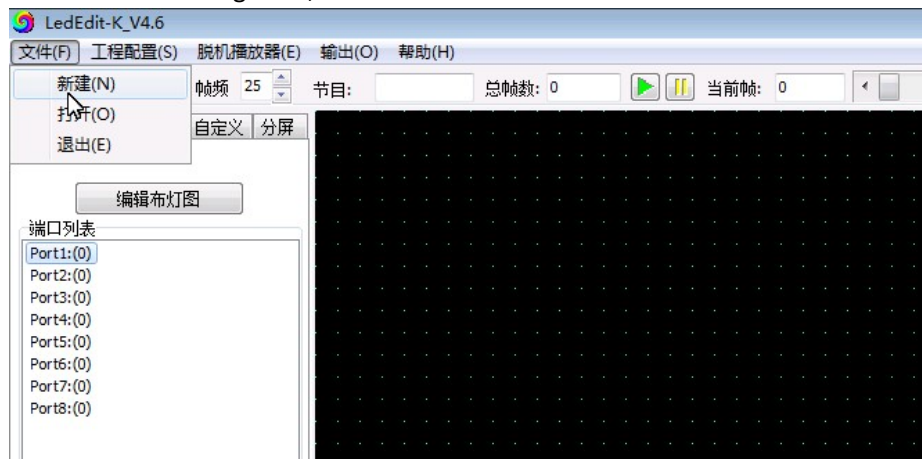 LedEdit-K_V4.6
文件(F) 工程配置(S) 脱机播放器(E) 输出(O) 帮助(H)
新建(N) 帧频 25 节目: 总帧数: 0 当前帧: 0
打开(O)
自定义 分屏
退出(E)
编辑布灯图
端口列表
Port1:(0)
Port2:(0)
Port3:(0)
Port4:(0)
Port5:(0)
Port6:(0)
Port7:(0)
Port8:(0)